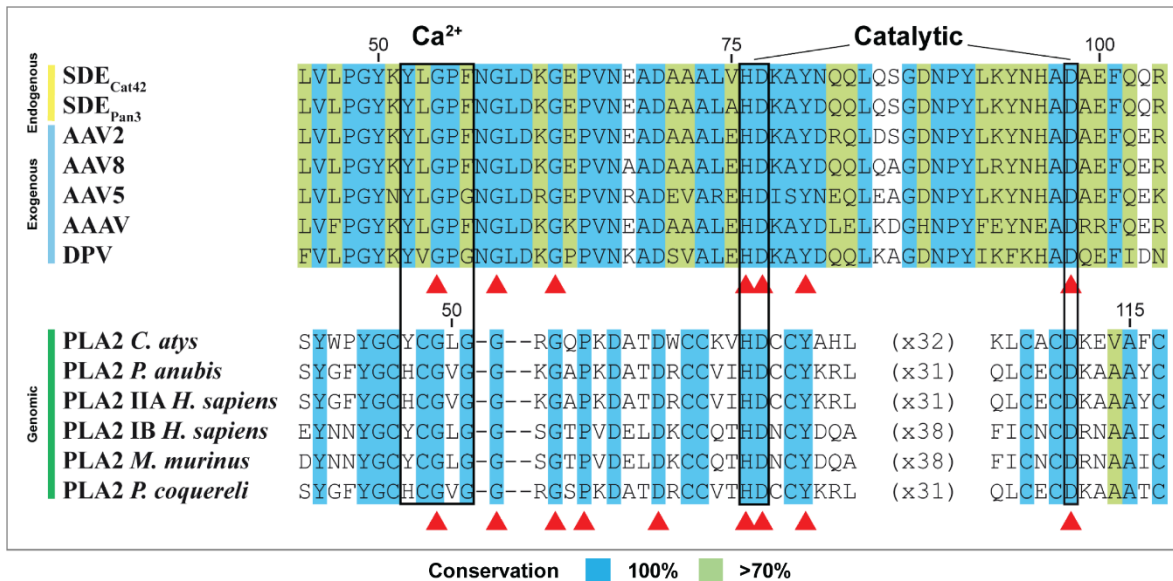 Ca2+ Catalytic
50 75 100
Endogenous
Exogenous
SDECat42 LVLPGYKYLGPFNGLDKGEPVNEADAAALVHDKAYNQQLQSGDNPYLKYNHADAEFQQR
SDEPan3 LVLPGYKYLGPFNGLDKGEPVNEADAAALAHDKAYDQQLQSGDNPYLKYNHADAEFQQR
AAV2 LVLPGYKYLGPFNGLDKGEPVNEADAAALEHDKAYDRQLDSGDNPYLKYNHADAEFQER
AAV8 LVLPGYKYLGPFNGLDKGEPVNAADAAALEHDKAYDQQLQAGDNPYLRYNHADAEFQER
AAV5 LVLPGYNYLGPGNGLDRGEPVNRADEVAREHDISYNEQLEAGDNPYLKYNHADAEFQEK
AAAV LVFPGYKYLGPFNGLDKGKPVNEADAAALEHDKAYDLELKDGHNPYFEYNEADRRFQER
DPV FVLPGYKYVGPGNGLDKGPPVNKADSVALEHDKAYDQQLKAGDNPYIKFKHADQEFIDN
50 115
Genomic
PLA2 C. atys SYWPYGCYCGLG-G--RGQPKDATDWCCKVHDCCYAHL (x32) KLCACDKEVAFC
PLA2 P. anubis SYGFYGCHCGVG-G--KGAPKDATDRCCVIHDCCYKRL (x31) QLCECDKAAAYC
PLA2 IIA H. sapiens SYGFYGCHCGVG-G--KGAPKDATDRCCVTHDCCYKRL (x31) QLCECDKAAAYC
PLA2 IB H. sapiens EYNNYGCYCGLG-G--SGTPVDELDKCCQTHDNCYDQA (x38) FICNCDRNAAIC
PLA2 M. murinus DYNNYGCYCGLG-G--SGTPVDELDKCCQTHDNCYDQA (x38) FICNCDRNAAIC
PLA2 P. coquereli SYGFYGCHCGVG-G--RGSPKDATDRCCVTHDCCYKRL (x31) QLCECDKAAATC
Conservation 100% >70%